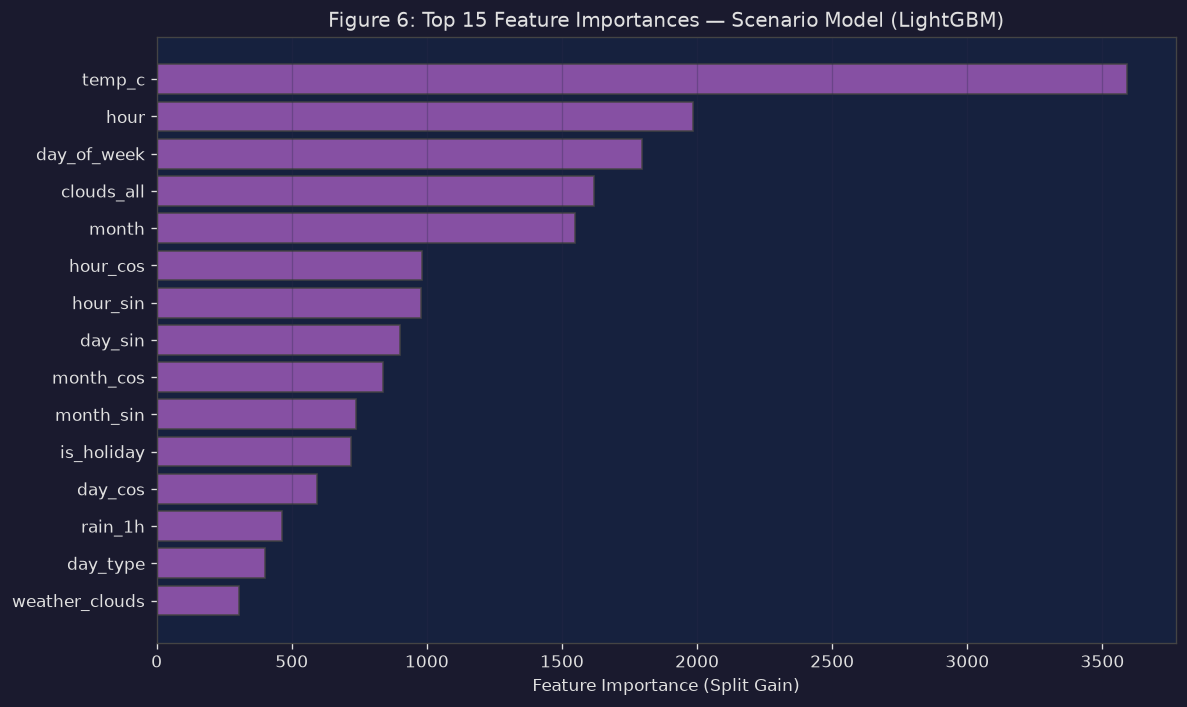 Figure 6: Top 15 Feature Importances — Scenario Model (LightGBM)
temp_c
hour
day_of_week
clouds_all
month
hour_cos
hour_sin
day_sin
month_cos
month_sin
is_holiday
day_cos
rain_1h
day_type
weather_clouds
0 500 1000 1500 2000 2500 3000 3500
Feature Importance (Split Gain)